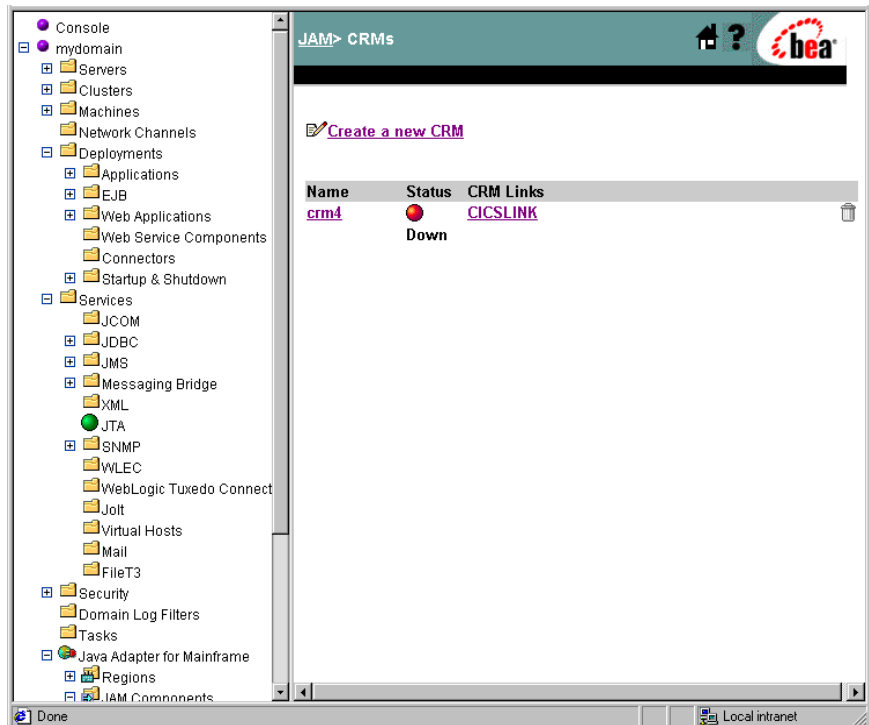 Console
mydomain
Servers
Clusters
Machines
Network Channels
Deployments
Applications
EJB
Web Applications
Web Service Components
Connectors
Startup & Shutdown
Services
JCOM
JDBC
JMS
Messaging Bridge
XML
JTA
SNMP
WLEC
WebLogic Tuxedo Connect
Jolt
Virtual Hosts
Mail
FileT3
Security
Domain Log Filters
Tasks
Java Adapter for Mainframe
Regions
JAM Components
JAM> CRMs
?
bea
Create a new CRM
Name Status CRM Links
crm4 CICSLINK
Down
Done
Local intranet